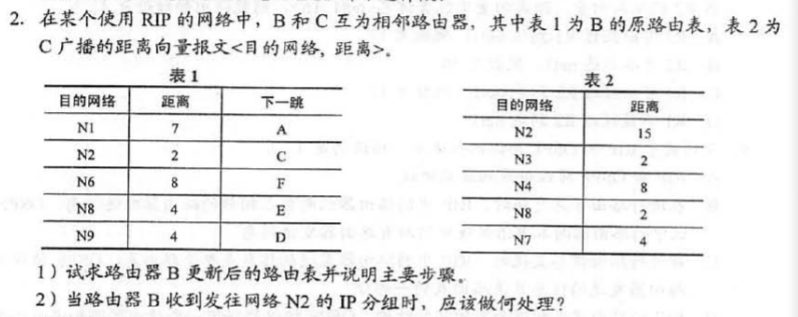 2. 在某个使用 RIP 的网络中，B 和 C 互为相邻路由器，其中表 1 为 B 的原路由表，表 2 为
C 广播的距离向量报文<目的网络，距离>。
表 1
目的网络 距离 下一跳
N1 7 A
N2 2 C
N6 8 F
N8 4 E
N9 4 D
表 2
目的网络 距离
N2 15
N3 2
N4 8
N8 2
N7 4
1）试求路由器 B 更新后的路由表并说明主要步骤。
2）当路由器 B 收到发往网络 N2 的 IP 分组时，应该做何处理？